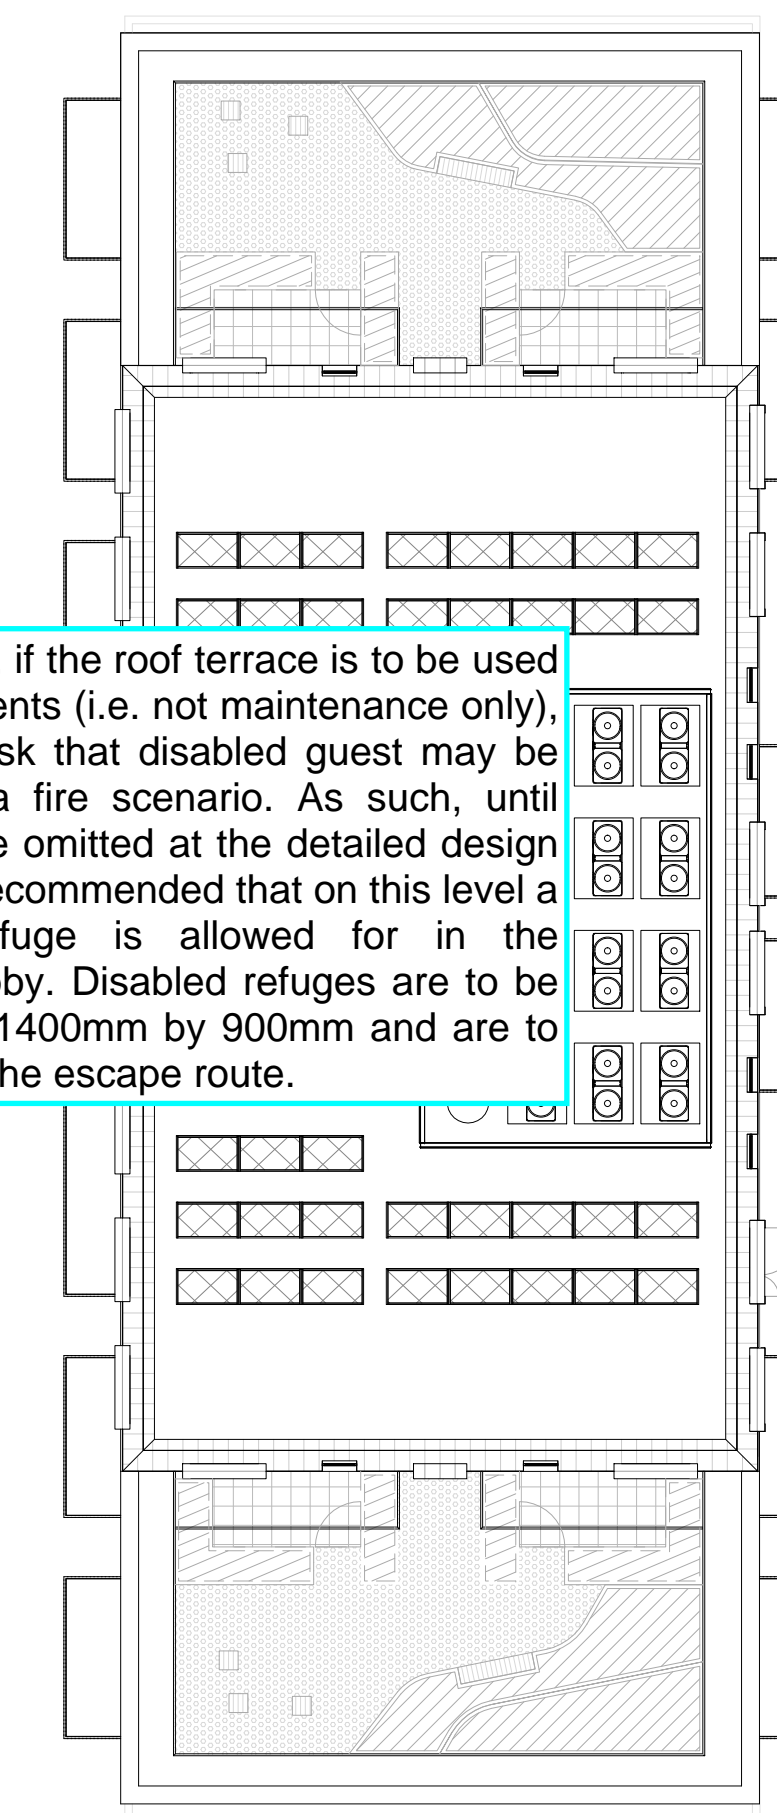 if the roof terrace is to be used
ents (i.e. not maintenance only),
sk that disabled guest may be
a fire scenario. As such, until
e omitted at the detailed design
ecommended that on this level a
fuge is allowed for in the
bby. Disabled refuges are to be
1400mm by 900mm and are to
the escape route.